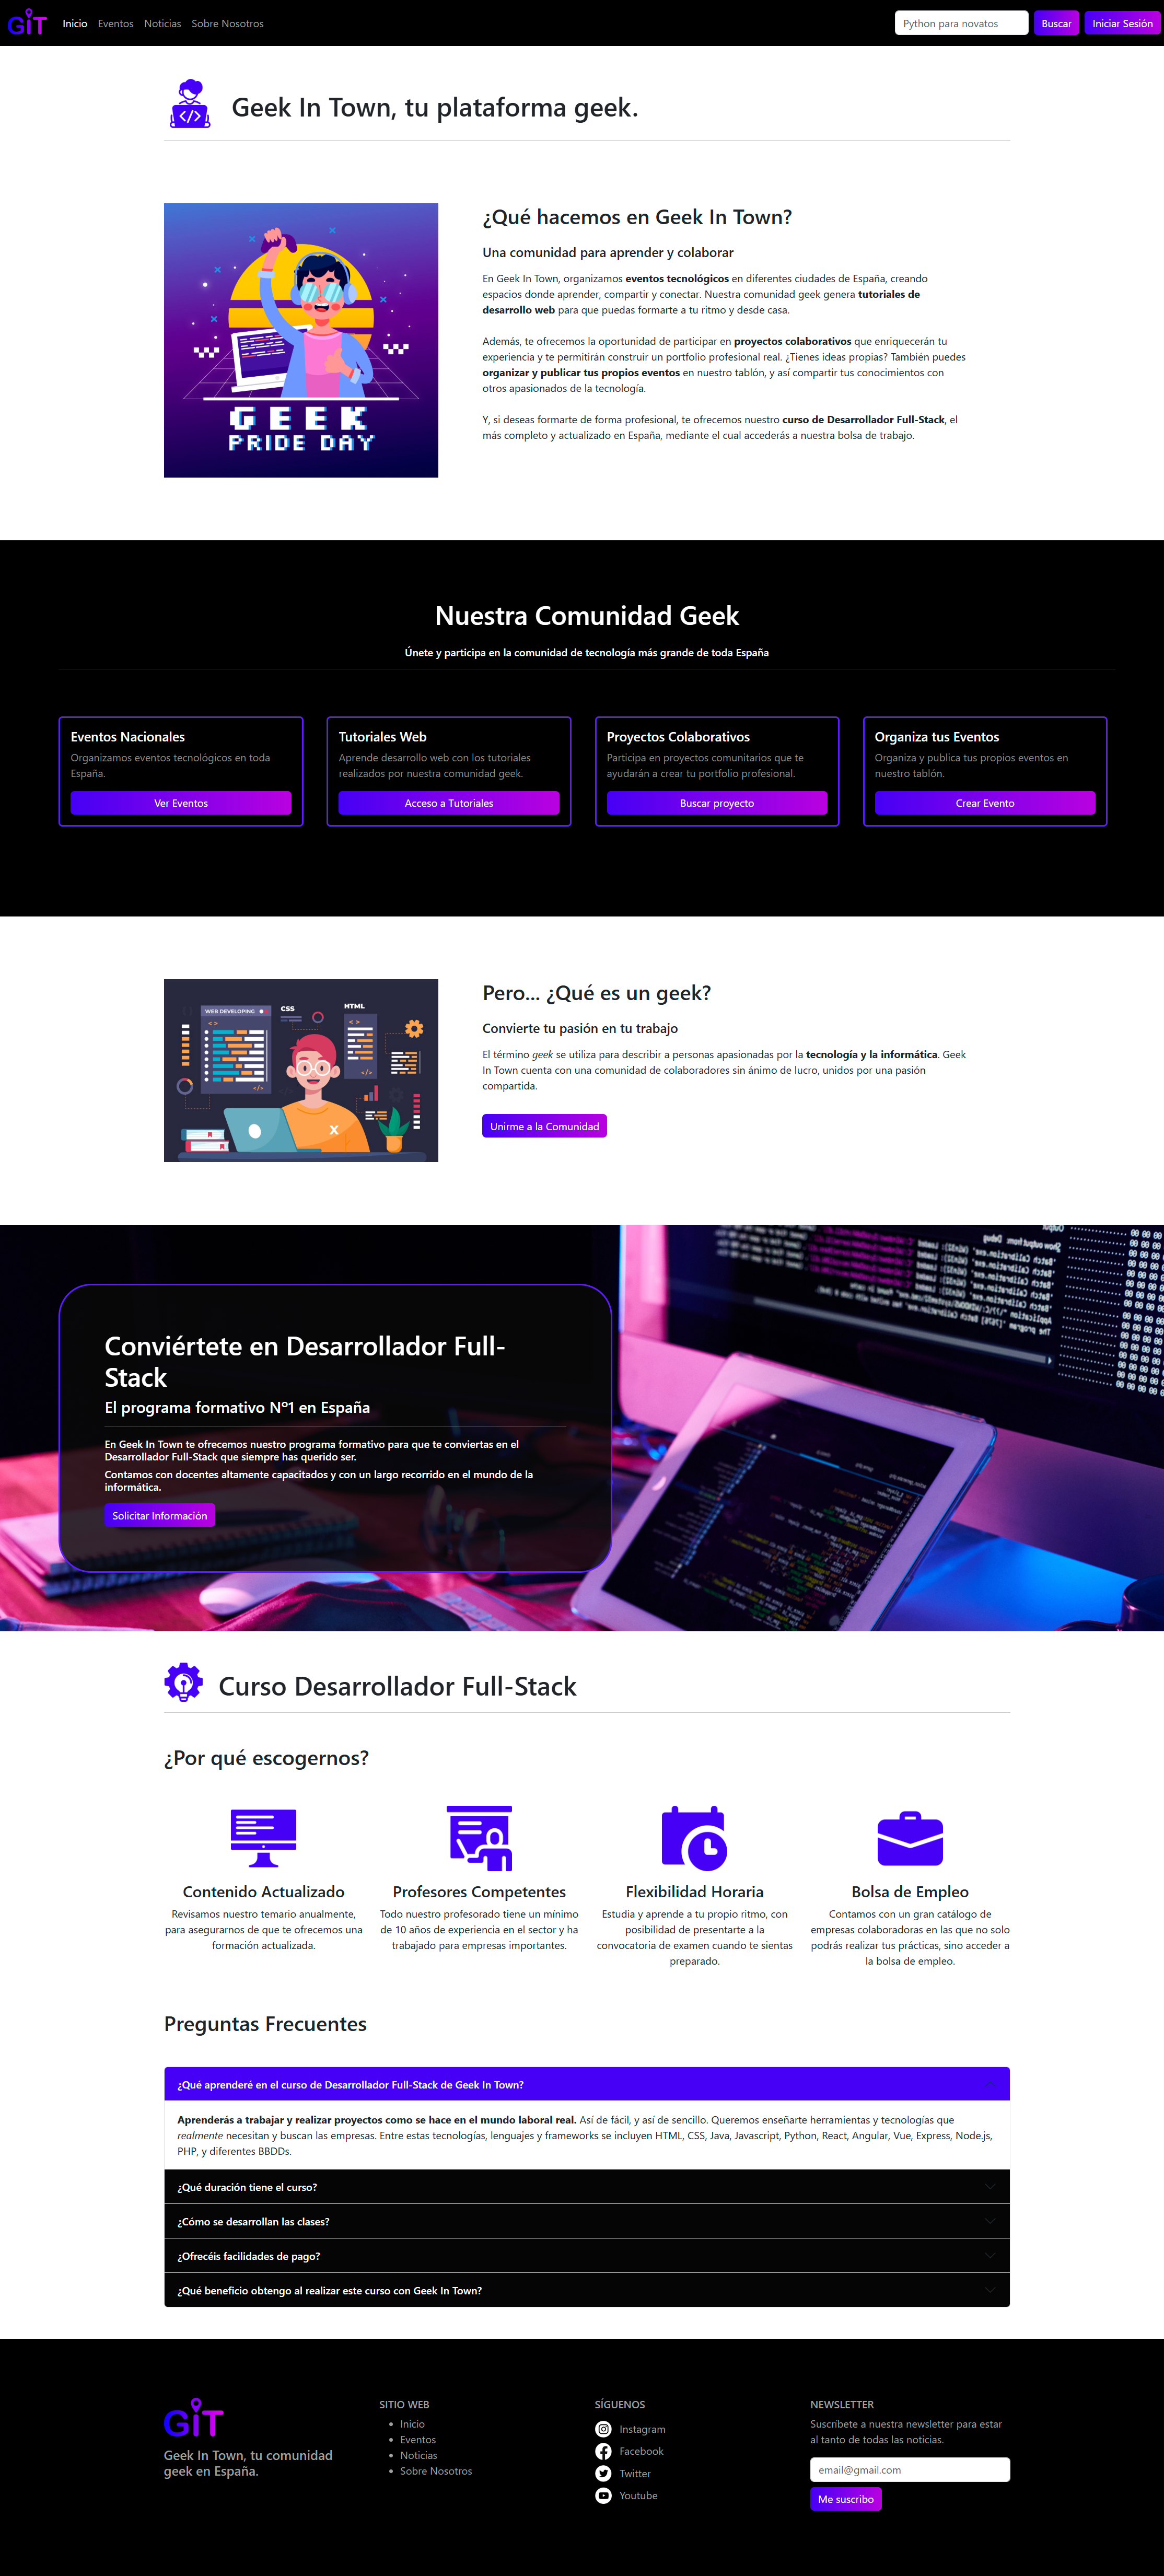 GiT
Inicio Eventos Noticias Sobre Nosotros Python para novatos Buscar Iniciar Sesión
Geek In Town, tu plataforma geek.
GEEK
PRIDE DAY
¿Qué hacemos en Geek In Town?
Una comunidad para aprender y colaborar
En Geek In Town, organizamos eventos tecnológicos en diferentes ciudades de España, creando
espacios donde aprender, compartir y conectar. Nuestra comunidad geek genera tutoriales de
desarrollo web para que puedas formarte a tu ritmo y desde casa.
Además, te ofrecemos la oportunidad de participar en proyectos colaborativos que enriquecerán tu
experiencia y te permitirán construir un portfolio profesional real. ¿Tienes ideas propias? También puedes
organizar y publicar tus propios eventos en nuestro tablón, y así compartir tus conocimientos con
otros apasionados de la tecnología.
Y, si deseas formarte de forma profesional, te ofrecemos nuestro curso de Desarrollador Full-Stack, el
más completo y actualizado en España, mediante el cual accederás a nuestra bolsa de trabajo.
Nuestra Comunidad Geek
Únete y participa en la comunidad de tecnología más grande de toda España
Eventos Nacionales
Organizamos eventos tecnológicos en toda
España.
Ver Eventos
Tutoriales Web
Aprende desarrollo web con los tutoriales
realizados por nuestra comunidad geek.
Acceso a Tutoriales
Proyectos Colaborativos
Participa en proyectos comunitarios que te
ayudarán a crear tu portfolio profesional.
Buscar proyecto
Organiza tus Eventos
Organiza y publica tus propios eventos en
nuestro tablón.
Crear Evento
WEB DEVELOPING
CSS
HTML
Pero... ¿Qué es un geek?
Convierte tu pasión en tu trabajo
El término geek se utiliza para describir a personas apasionadas por la tecnología y la informática. Geek
In Town cuenta con una comunidad de colaboradores sin ánimo de lucro, unidos por una pasión
compartida.
Unirme a la Comunidad
Conviértete en Desarrollador Full-
Stack
El programa formativo Nº1 en España
En Geek In Town te ofrecemos nuestro programa formativo para que te conviertas en el
Desarrollador Full-Stack que siempre has querido ser.
Contamos con docentes altamente capacitados y con un largo recorrido en el mundo de la
informática.
Solicitar Información
Curso Desarrollador Full-Stack
¿Por qué escogernos?
Contenido Actualizado
Revisamos nuestro temario anualmente,
para asegurarnos de que te ofrecemos una
formación actualizada.
Profesores Competentes
Todo nuestro profesorado tiene un mínimo
de 10 años de experiencia en el sector y ha
trabajado para empresas importantes.
Flexibilidad Horaria
Estudia y aprende a tu propio ritmo, con
posibilidad de presentarte a la
convocatoria de examen cuando te sientas
preparado.
Bolsa de Empleo
Contamos con un gran catálogo de
empresas colaboradoras en las que no solo
podrás realizar tus prácticas, sino acceder a
la bolsa de empleo.
Preguntas Frecuentes
¿Qué aprenderé en el curso de Desarrollador Full-Stack de Geek In Town?
Aprenderás a trabajar y realizar proyectos como se hace en el mundo laboral real. Así de fácil, y así de sencillo. Queremos enseñarte herramientas y tecnologías que
realmente necesitan y buscan las empresas. Entre estas tecnologías, lenguajes y frameworks se incluyen HTML, CSS, Java, Javascript, Python, React, Angular, Vue, Express, Node.js,
PHP, y diferentes BBDDs.
¿Qué duración tiene el curso?
¿Cómo se desarrollan las clases?
¿Ofrecéis facilidades de pago?
¿Qué beneficio obtengo al realizar este curso con Geek In Town?
GiT
Geek In Town, tu comunidad
geek en España.
SITIO WEB
Inicio
Eventos
Noticias
Sobre Nosotros
SÍGUENOS
Instagram
Facebook
Twitter
Youtube
NEWSLETTER
Suscríbete a nuestra newsletter para estar
al tanto de todas las noticias.
email@gmail.com
Me suscribo